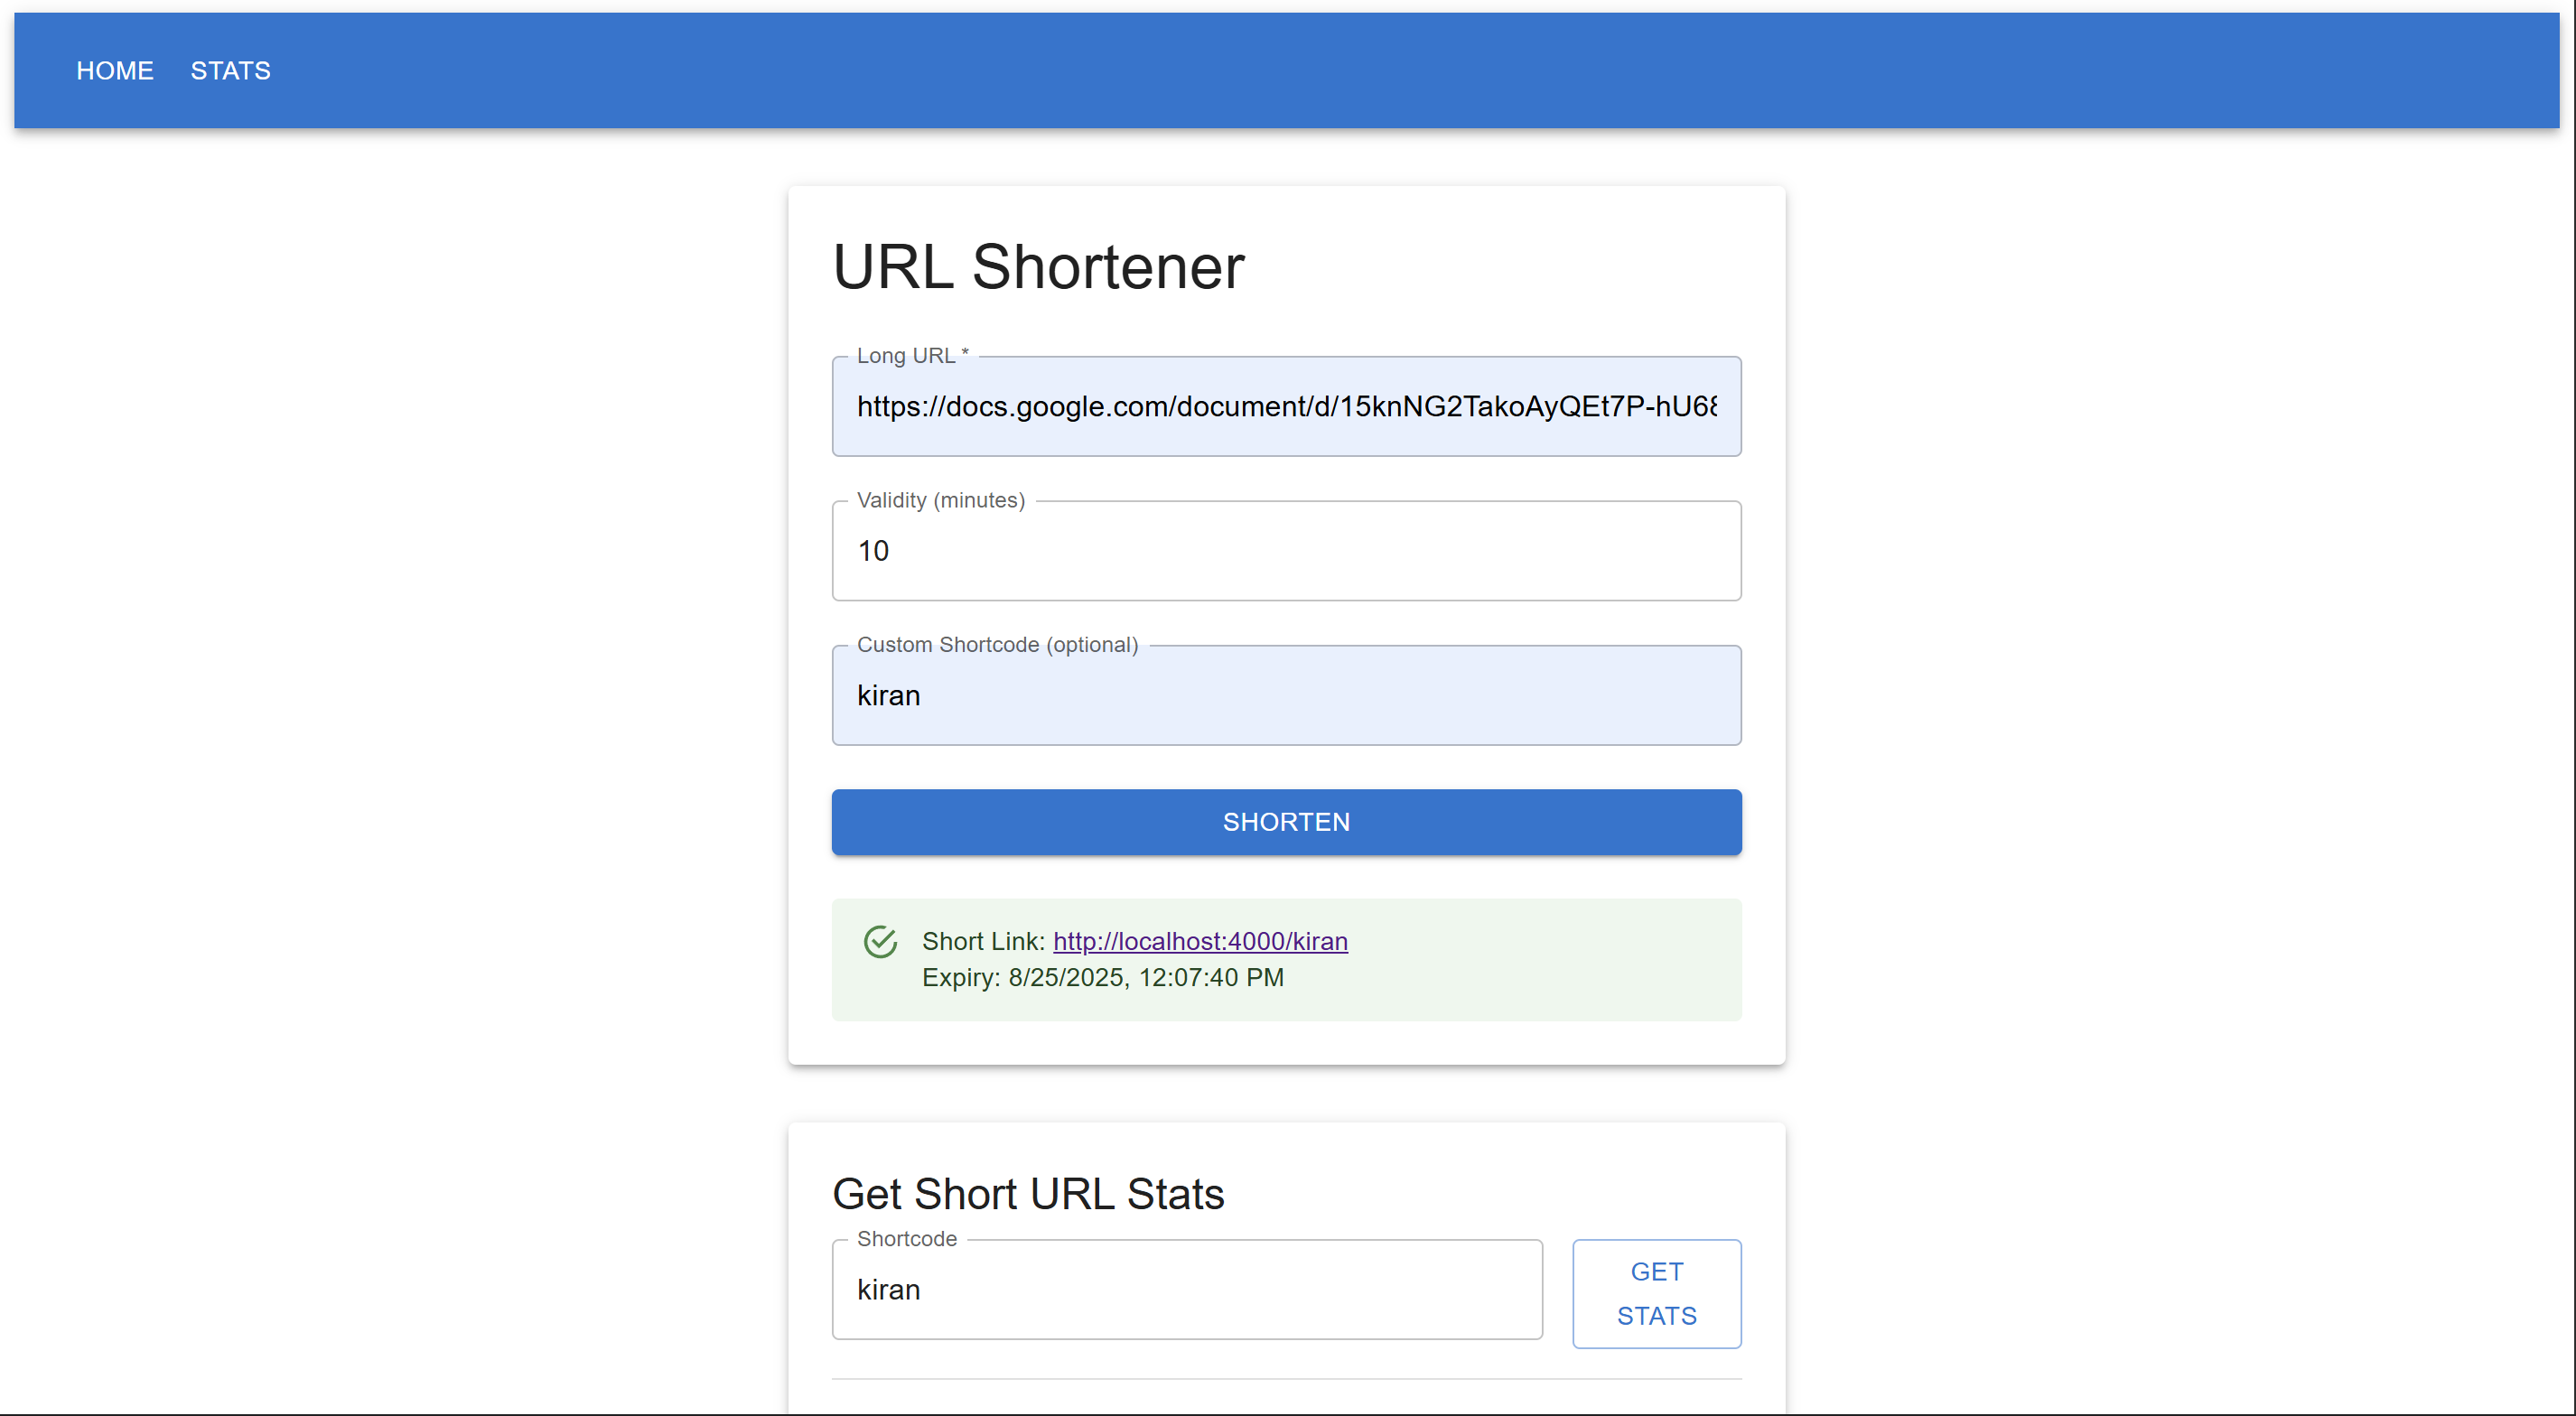 HOME STATS
URL Shortener
Long URL *
https://docs.google.com/document/d/15knNG2TakoAyQEt7P-hU68
Validity (minutes)
10
Custom Shortcode (optional)
kiran
SHORTEN
Short Link: http://localhost:4000/kiran
Expiry: 8/25/2025, 12:07:40 PM
Get Short URL Stats
Shortcode
kiran
GET
STATS